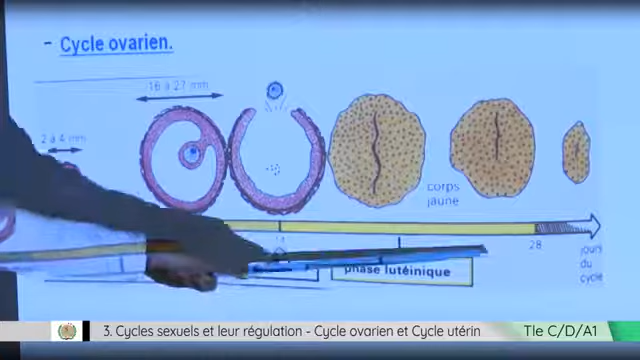 - Cycle ovarien.
16 à 27 mm
2 à 4 mm
corps
jaune
14
28
jours
du
cycle
phase lutéinique
3. Cycles sexuels et leur régulation - Cycle ovarien et Cycle utérin
Tle C/D/A1